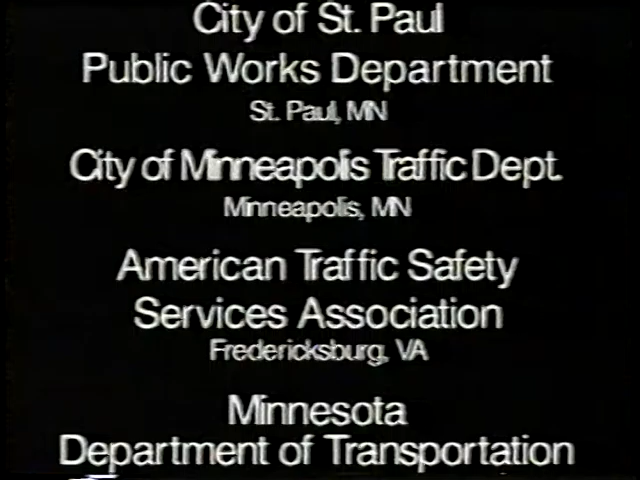 City of St. Paul
Public Works Department
St. Paul, MN
City of Minneapolis Traffic Dept.
Minneapolis, MN
American Traffic Safety
Services Association
Fredericksburg, VA
Minnesota
Department of Transportation